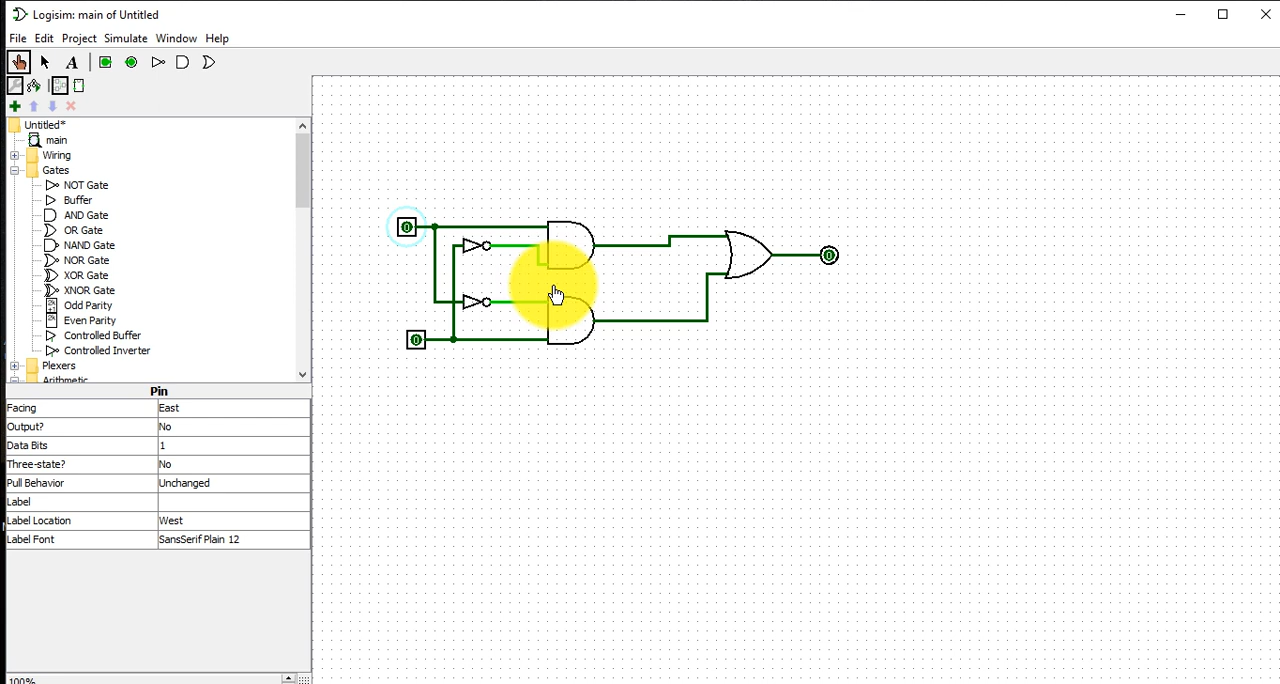 Logisim: main of Untitled
File Edit Project Simulate Window Help
A
Untitled*
main
Wiring
Gates
NOT Gate
Buffer
AND Gate
OR Gate
NAND Gate
NOR Gate
XOR Gate
XNOR Gate
Odd Parity
Even Parity
Controlled Buffer
Controlled Inverter
Plexers
Arithmetic
Pin
Facing East
Output? No
Data Bits 1
Three-state? No
Pull Behavior Unchanged
Label
Label Location West
Label Font SansSerif Plain 12
100%
0
0
0